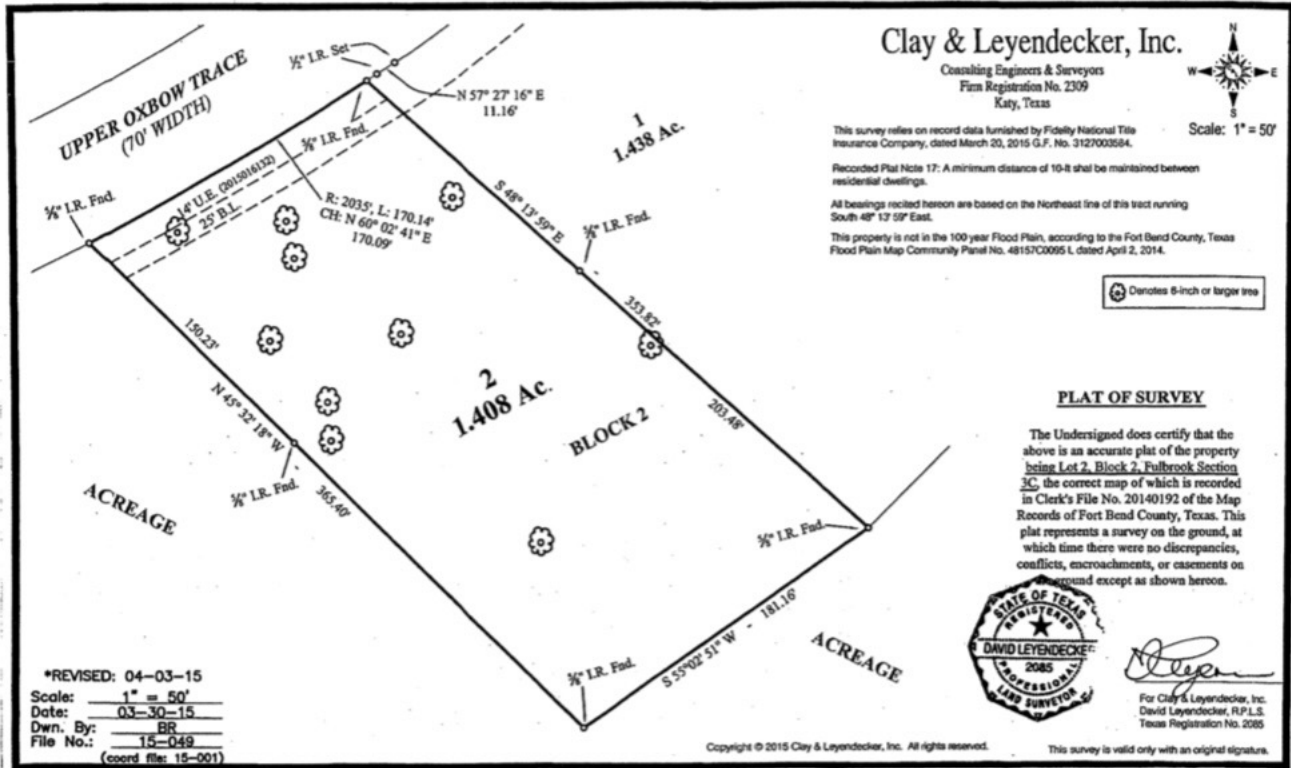 Clay & Leyendecker, Inc.
Consulting Engineers & Surveyors
Firm Registration No. 2309
Katy, Texas
N
W E
S
Scale: 1" = 50'
This survey relies on record data furnished by Fidelity National Title
Insurance Company, dated March 20, 2015 G.F. No. 3127003584.
Recorded Plat Note 17: A minimum distance of 10-ft shal be maintained between
residential dwellings.
All bearings recited hereon are based on the Northeast line of this tract running
South 48° 13' 59" East.
This property is not in the 100 year Flood Plain, according to the Fort Bend County, Texas
Flood Plain Map Community Panel No. 48157C0095 L dated April 2, 2014.
Denotes 6-inch or larger tree
UPPER OXBOW TRACE
(70' WIDTH)
½" I.R. Set
N 57° 27' 16" E
11.16'
⅝" I.R. Fnd.
1
1.438 Ac.
⅝" I.R. Fnd.
14' U.E. (2015016132)
25' B.L.
R: 2035', L: 170.14'
CH: N 60° 02' 41" E
170.09'
S 48° 13' 59" E
⅝" I.R. Fnd.
353.82'
150.23'
N 45° 32' 18" W
⅝" I.R. Fnd.
365.40'
2
1.408 Ac.
BLOCK 2
203.48'
ACREAGE
⅝" I.R. Fnd.
⅝" I.R. Fnd.
S 55°02' 51" W - 181.16'
ACREAGE
PLAT OF SURVEY
The Undersigned does certify that the
above is an accurate plat of the property
being Lot 2, Block 2, Fulbrook Section
3C, the correct map of which is recorded
in Clerk's File No. 20140192 of the Map
Records of Fort Bend County, Texas. This
plat represents a survey on the ground, at
which time there were no discrepancies,
conflicts, encroachments, or easements on
ground except as shown hereon.
STATE OF TEXAS
REGISTERED
DAVID LEYENDECKER
2085
PROFESSIONAL
LAND SURVEYOR
For Clay & Leyendecker, Inc.
David Leyendecker, R.P.L.S.
Texas Registration No. 2085
*REVISED: 04-03-15
Scale: 1" = 50'
Date: 03-30-15
Dwn. By: BR
File No.: 15-049
(coord file: 15-001)
Copyright © 2015 Clay & Leyendecker, Inc. All rights reserved.
This survey is valid only with an original signature.